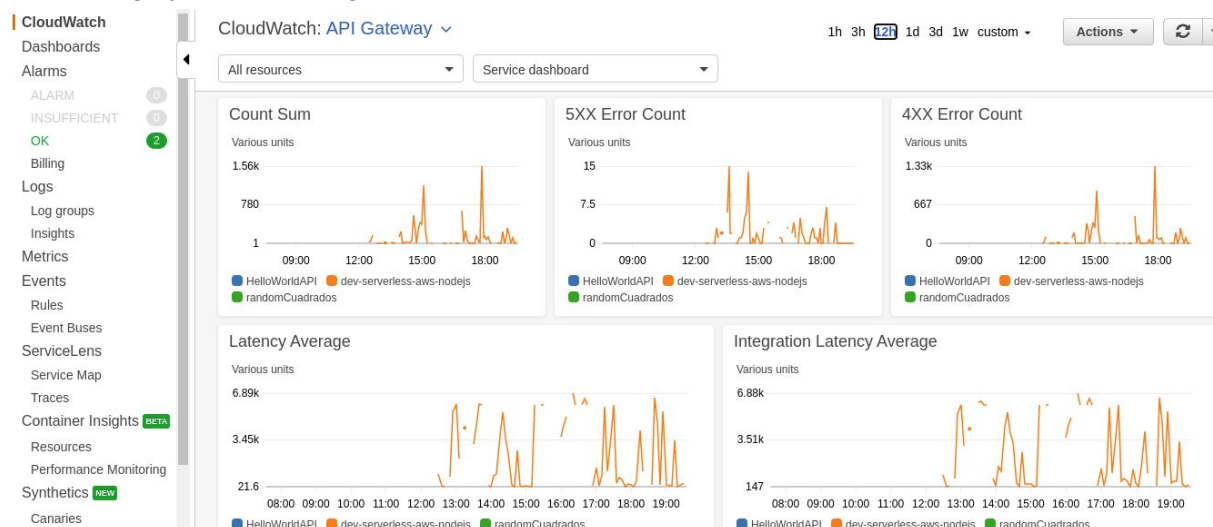 CloudWatch
Dashboards
Alarms
ALARM 0
INSUFFICIENT 0
OK 2
Billing
Logs
Log groups
Insights
Metrics
Events
Rules
Event Buses
ServiceLens
Service Map
Traces
Container Insights BETA
Resources
Performance Monitoring
Synthetics NEW
Canaries
CloudWatch: API Gateway
1h 3h 12h 1d 3d 1w custom
Actions
All resources
Service dashboard
Count Sum
Various units
1.56k
780
1
09:00 12:00 15:00 18:00
HelloWorldAPI dev-serverless-aws-nodejs
randomCuadrados
5XX Error Count
Various units
15
7.5
0
09:00 12:00 15:00 18:00
HelloWorldAPI dev-serverless-aws-nodejs
randomCuadrados
4XX Error Count
Various units
1.33k
667
0
09:00 12:00 15:00 18:00
HelloWorldAPI dev-serverless-aws-nodejs
randomCuadrados
Latency Average
Various units
6.89k
3.45k
21.6
08:00 09:00 10:00 11:00 12:00 13:00 14:00 15:00 16:00 17:00 18:00 19:00
HelloWorldAPI dev-serverless-aws-nodejs randomCuadrados
Integration Latency Average
Various units
6.88k
3.51k
147
08:00 09:00 10:00 11:00 12:00 13:00 14:00 15:00 16:00 17:00 18:00 19:00
HelloWorldAPI dev-serverless-aws-nodejs randomCuadrados